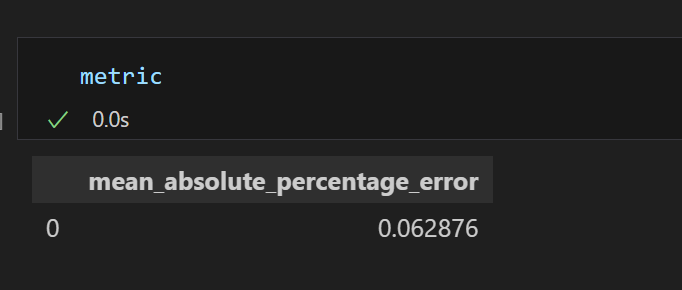 metric
0.0s
mean_absolute_percentage_error
0 0.062876